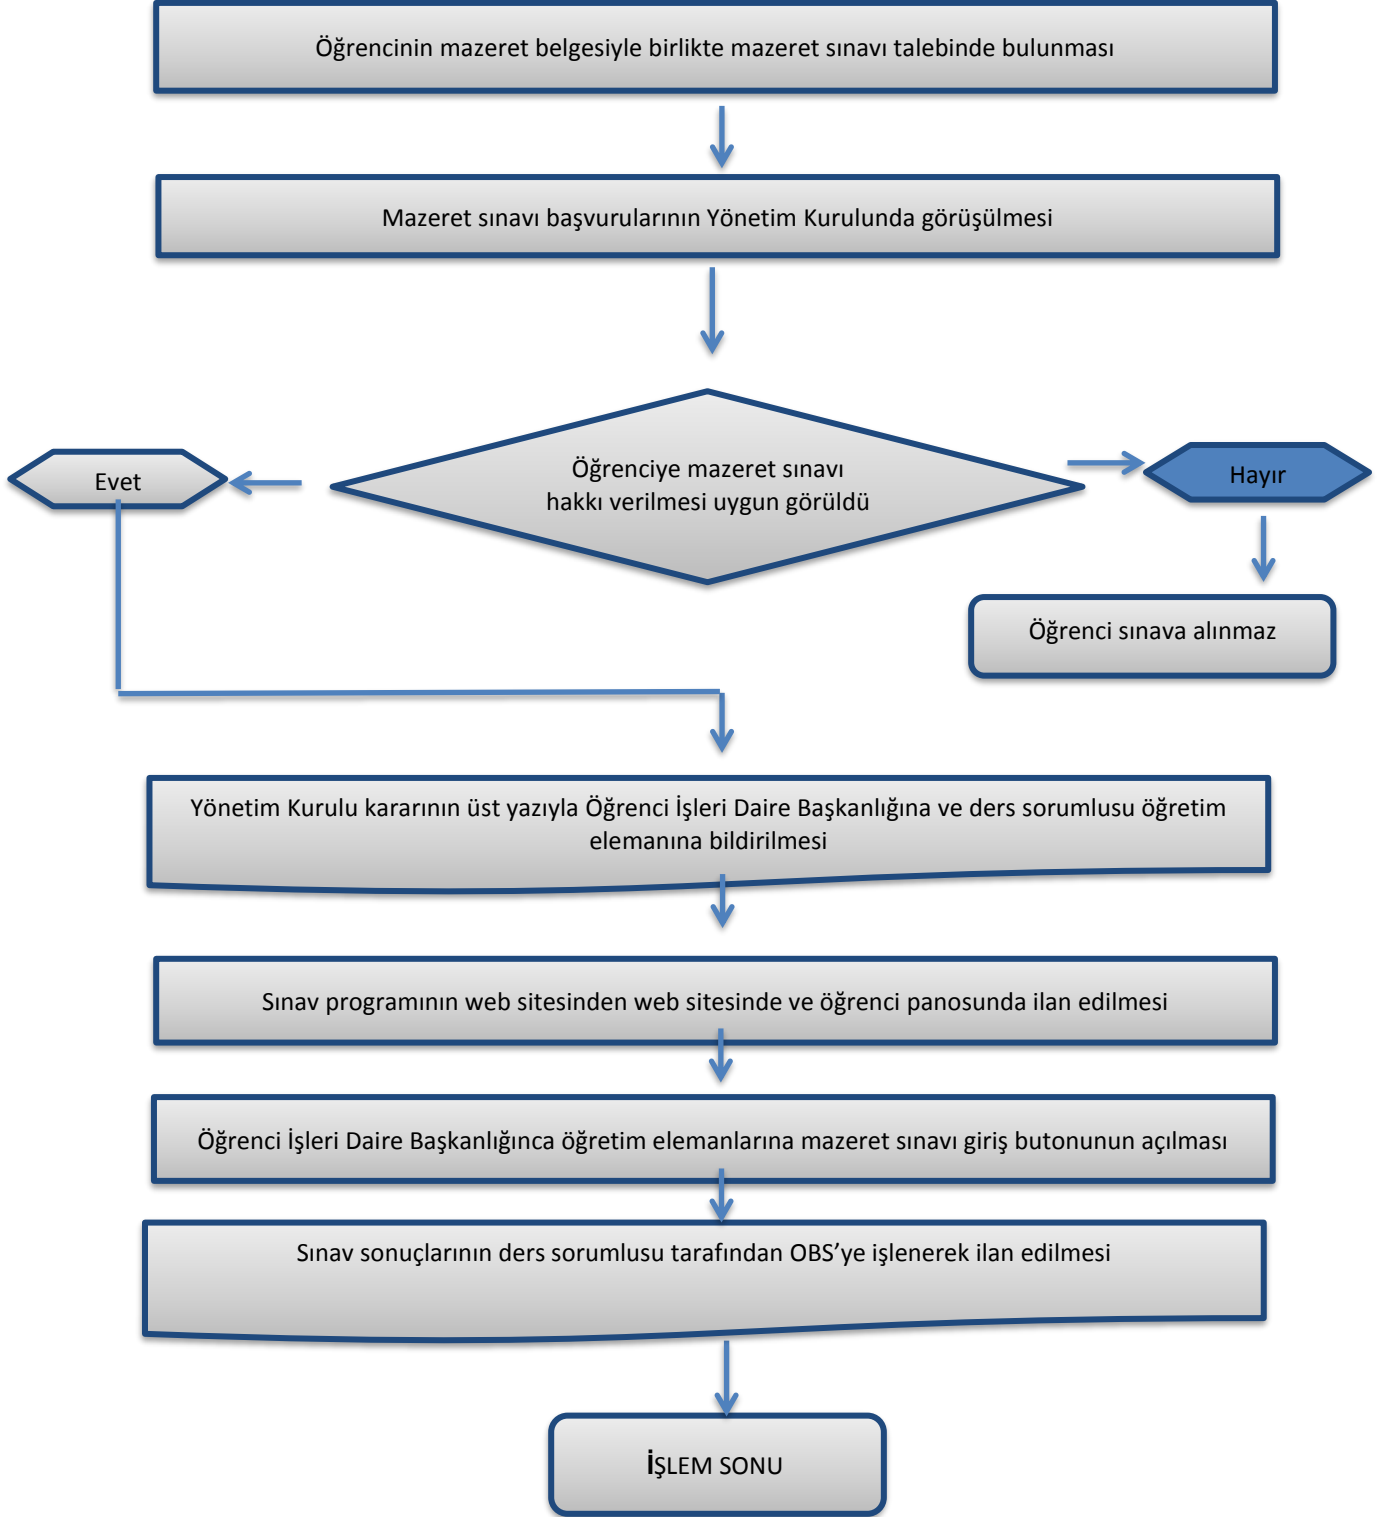 Öğrencinin mazeret belgesiyle birlikte mazeret sınavı talebinde bulunması
Mazeret sınavı başvurularının Yönetim Kurulunda görüşülmesi
Öğrenciye mazeret sınavı
hakkı verilmesi uygun görüldü
Evet
Hayır
Öğrenci sınava alınmaz
Yönetim Kurulu kararının üst yazıyla Öğrenci İşleri Daire Başkanlığına ve ders sorumlusu öğretim
elemanına bildirilmesi
Sınav programının web sitesinden web sitesinde ve öğrenci panosunda ilan edilmesi
Öğrenci İşleri Daire Başkanlığınca öğretim elemanlarına mazeret sınavı giriş butonunun açılması
Sınav sonuçlarının ders sorumlusu tarafından OBS’ye işlenerek ilan edilmesi
İŞLEM SONU